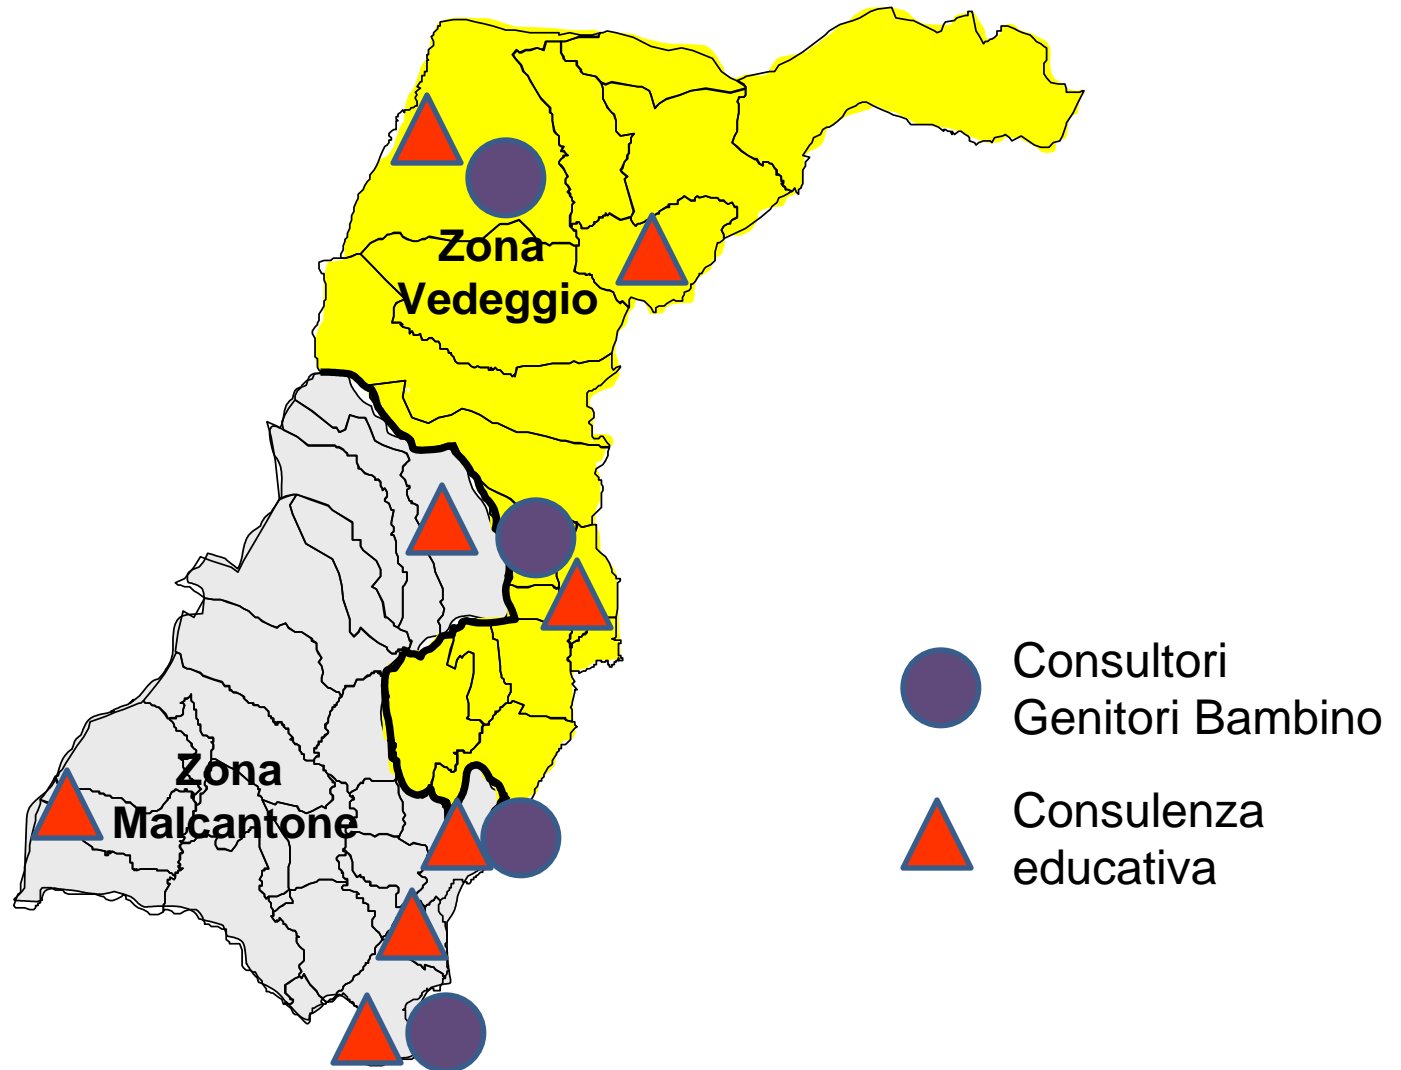 Zona
Vedeggio
Zona
Malcantone
Consultori
Genitori Bambino
Consulenza
educativa